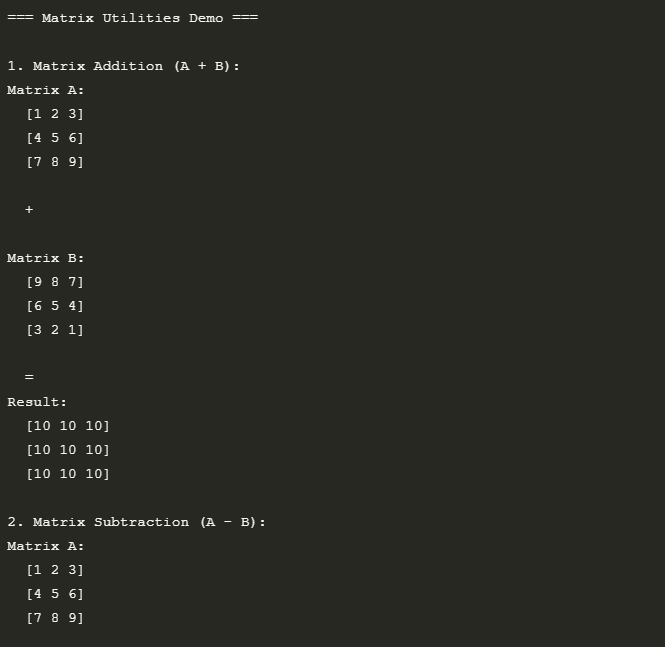 === Matrix Utilities Demo ===
1. Matrix Addition (A + B):
Matrix A:
[1 2 3]
[4 5 6]
[7 8 9]
+
Matrix B:
[9 8 7]
[6 5 4]
[3 2 1]
=
Result:
[10 10 10]
[10 10 10]
[10 10 10]
2. Matrix Subtraction (A - B):
Matrix A:
[1 2 3]
[4 5 6]
[7 8 9]